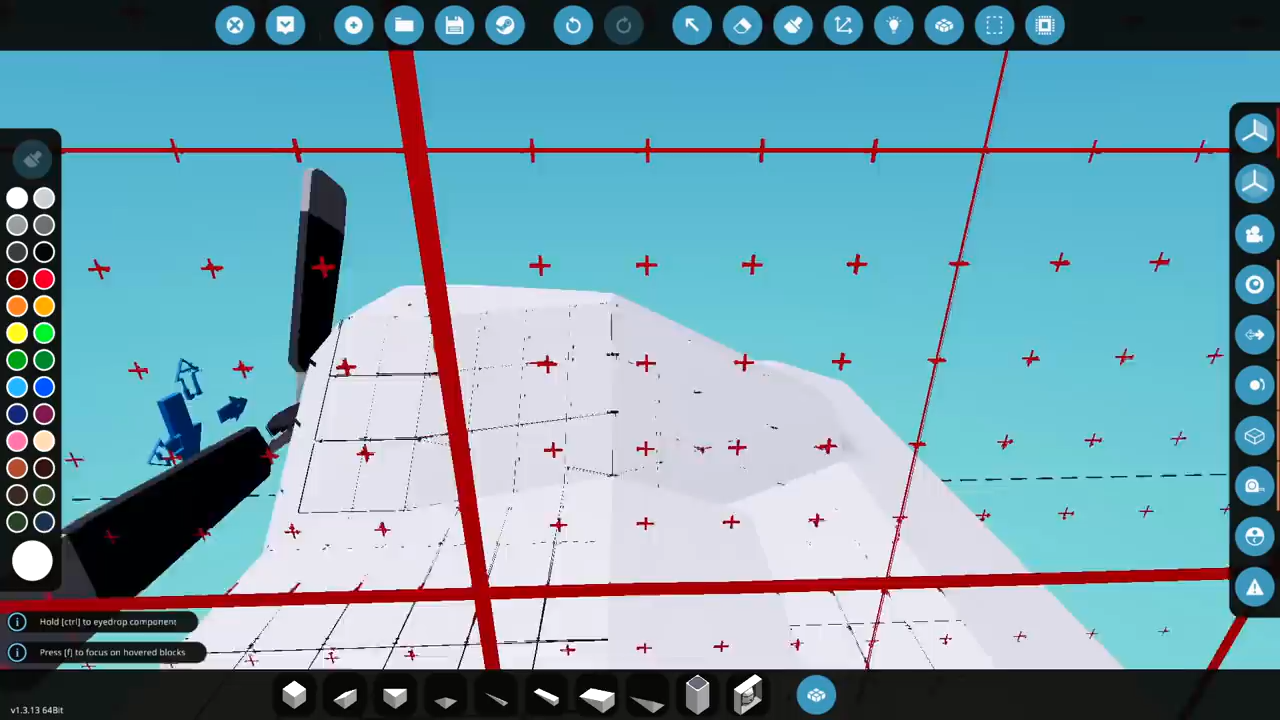 Hold [ctrl] to eyedrop component
Press [f] to focus on hovered blocks
v1.3.13 64Bit